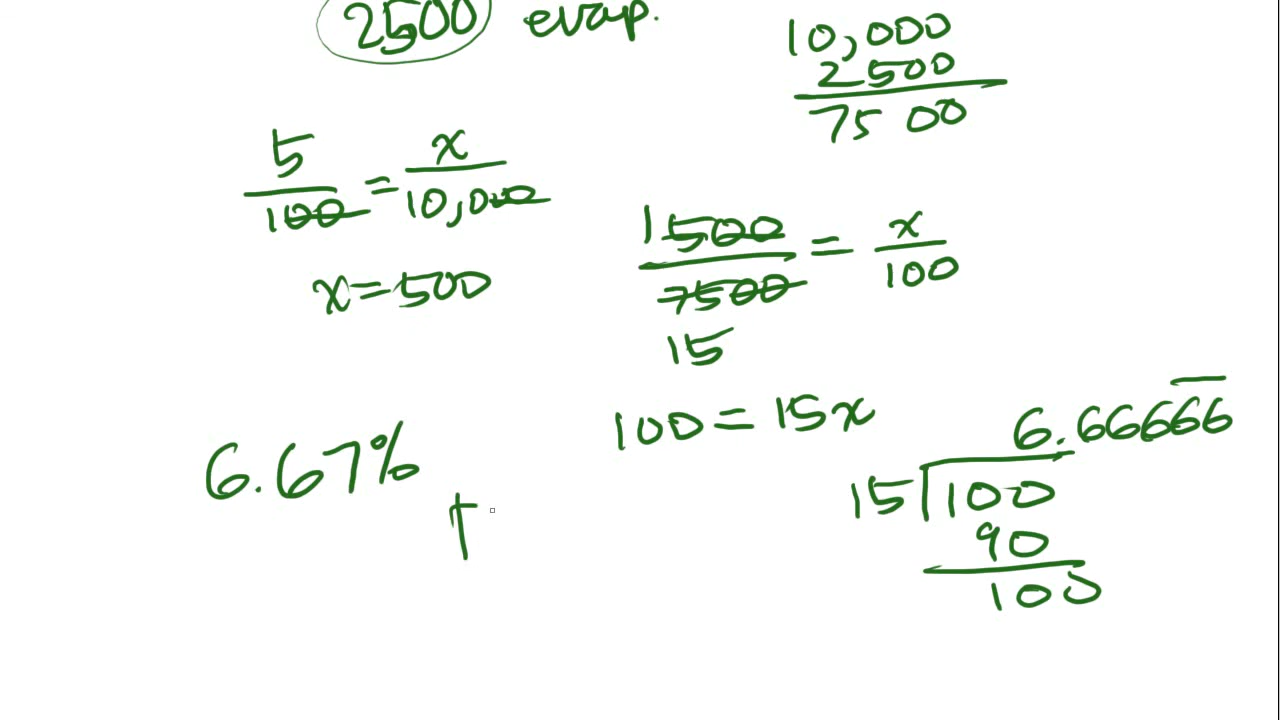 2500 evap.
10,000
2500
7500
5/100 = x/10,000
x=500
1500/7500 = x/100
15
100 = 15x
6.66666
15 100
90
100
6.67%